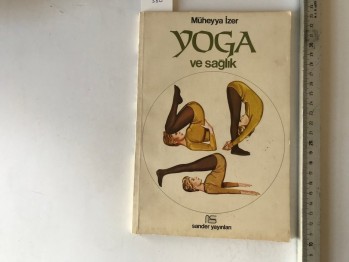 Müheyya İzer
YOGA
ve sağlık
sander yayınları